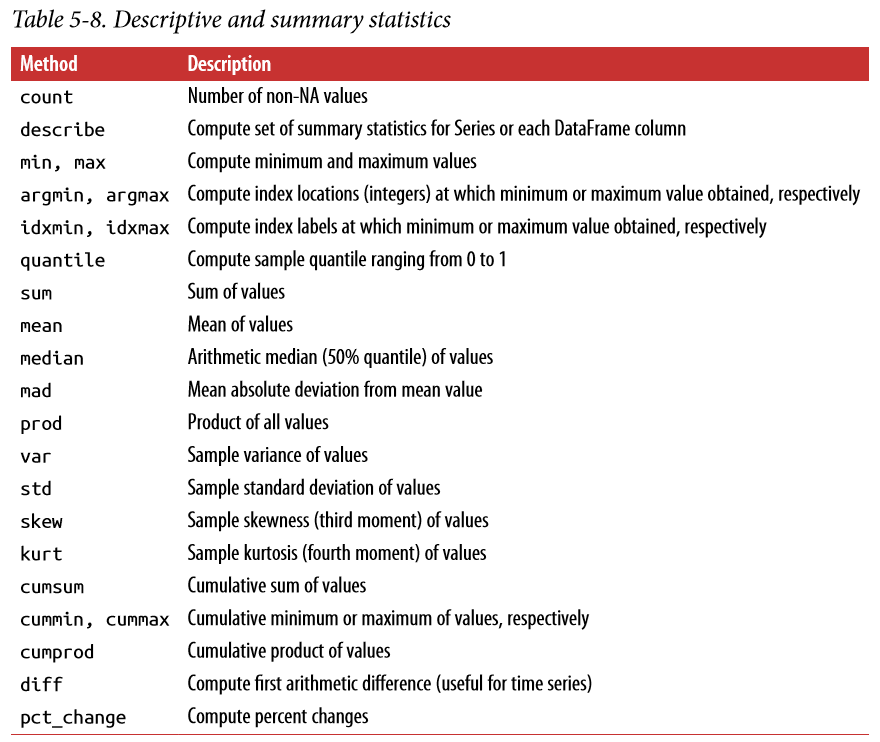 Table 5-8. Descriptive and summary statistics
Method Description
count Number of non-NA values
describe Compute set of summary statistics for Series or each DataFrame column
min, max Compute minimum and maximum values
argmin, argmax Compute index locations (integers) at which minimum or maximum value obtained, respectively
idxmin, idxmax Compute index labels at which minimum or maximum value obtained, respectively
quantile Compute sample quantile ranging from 0 to 1
sum Sum of values
mean Mean of values
median Arithmetic median (50% quantile) of values
mad Mean absolute deviation from mean value
prod Product of all values
var Sample variance of values
std Sample standard deviation of values
skew Sample skewness (third moment) of values
kurt Sample kurtosis (fourth moment) of values
cumsum Cumulative sum of values
cummin, cummax Cumulative minimum or maximum of values, respectively
cumprod Cumulative product of values
diff Compute first arithmetic difference (useful for time series)
pct_change Compute percent changes